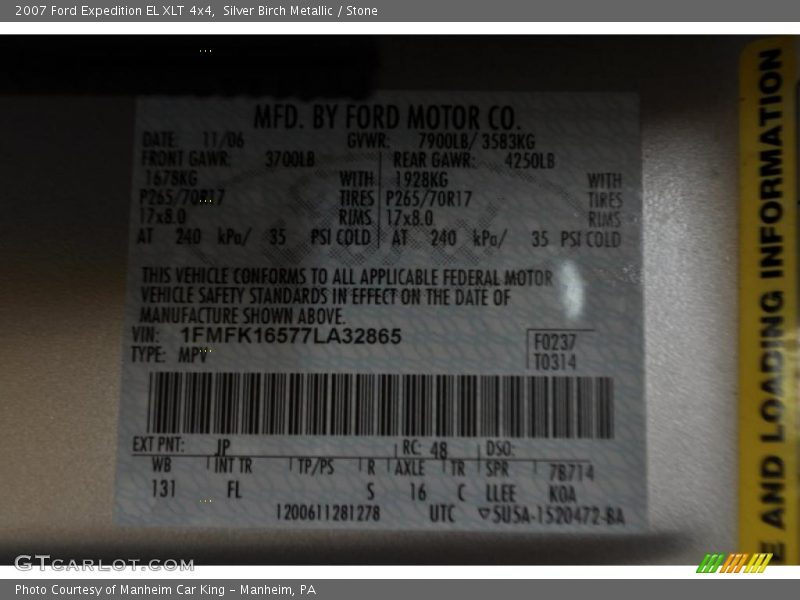 2007 Ford Expedition EL XLT 4x4,  Silver Birch Metallic / Stone
MFD. BY FORD MOTOR CO.
DATE: 11/06 GVWR: 7900LB/ 3583KG
FRONT GAWR: 3700LB REAR GAWR: 4250LB
1678KG WITH 1928KG WITH
P265/70R17 TIRES P265/70R17 TIRES
17x8.0 RIMS 17x8.0 RIMS
AT 240 kPa/ 35 PSI COLD AT 240 kPa/ 35 PSI COLD
THIS VEHICLE CONFORMS TO ALL APPLICABLE FEDERAL MOTOR
VEHICLE SAFETY STANDARDS IN EFFECT ON THE DATE OF
MANUFACTURE SHOWN ABOVE.
VIN: 1FMFK16577LA32865 F0237
TYPE: MPV T0314
EXT PNT: JP RC: 48 DSO:
WB INT TR TP/PS R AXLE TR SPR 7B714
131 FL S 16 C LLEE KOA
1200611281278 UTC ▽5U5A-1520472-BA
E AND LOADING INFORMATION
GTCarLot.com
Photo Courtesy of Manheim Car King - Manheim, PA